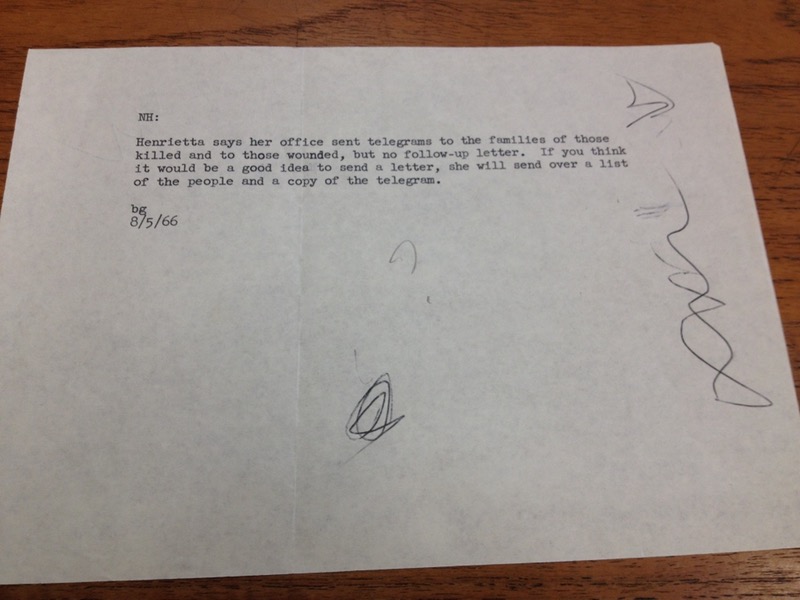 NH:
Henrietta says her office sent telegrams to the families of those
killed and to those wounded, but no follow-up letter.  If you think
it would be a good idea to send a letter, she will send over a list
of the people and a copy of the telegram.
bg
8/5/66